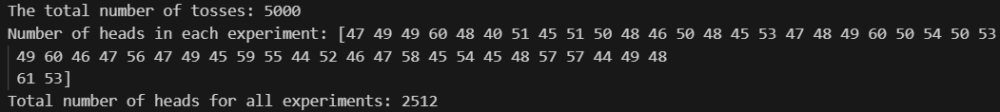 The total number of tosses: 5000
Number of heads in each experiment: [47 49 49 60 48 40 51 45 51 50 48 46 50 48 45 53 47 48 49 60 50 54 50 53
49 60 46 47 56 47 49 45 59 55 44 52 46 47 58 45 54 45 48 57 57 44 49 48
61 53]
Total number of heads for all experiments: 2512